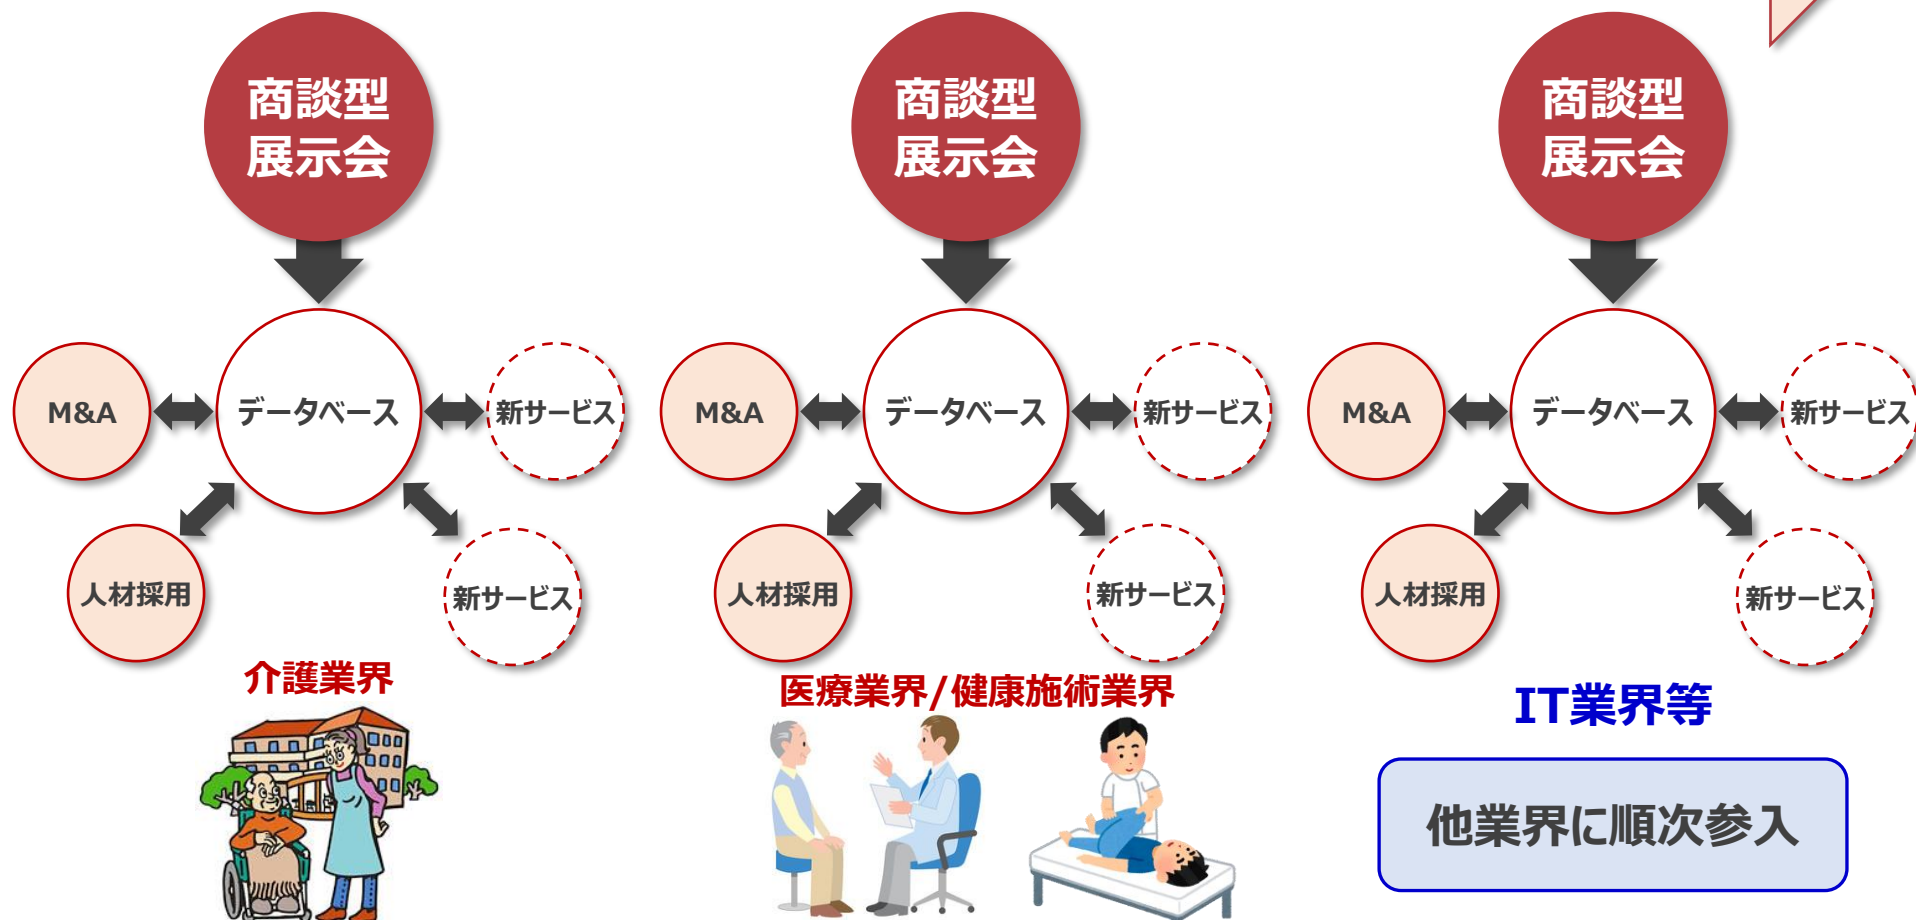 商談型
展示会
データベース
M&A
新サービス
人材採用
新サービス
介護業界
商談型
展示会
データベース
M&A
新サービス
人材採用
新サービス
医療業界/健康施術業界
商談型
展示会
データベース
M&A
新サービス
人材採用
新サービス
IT業界等
他業界に順次参入